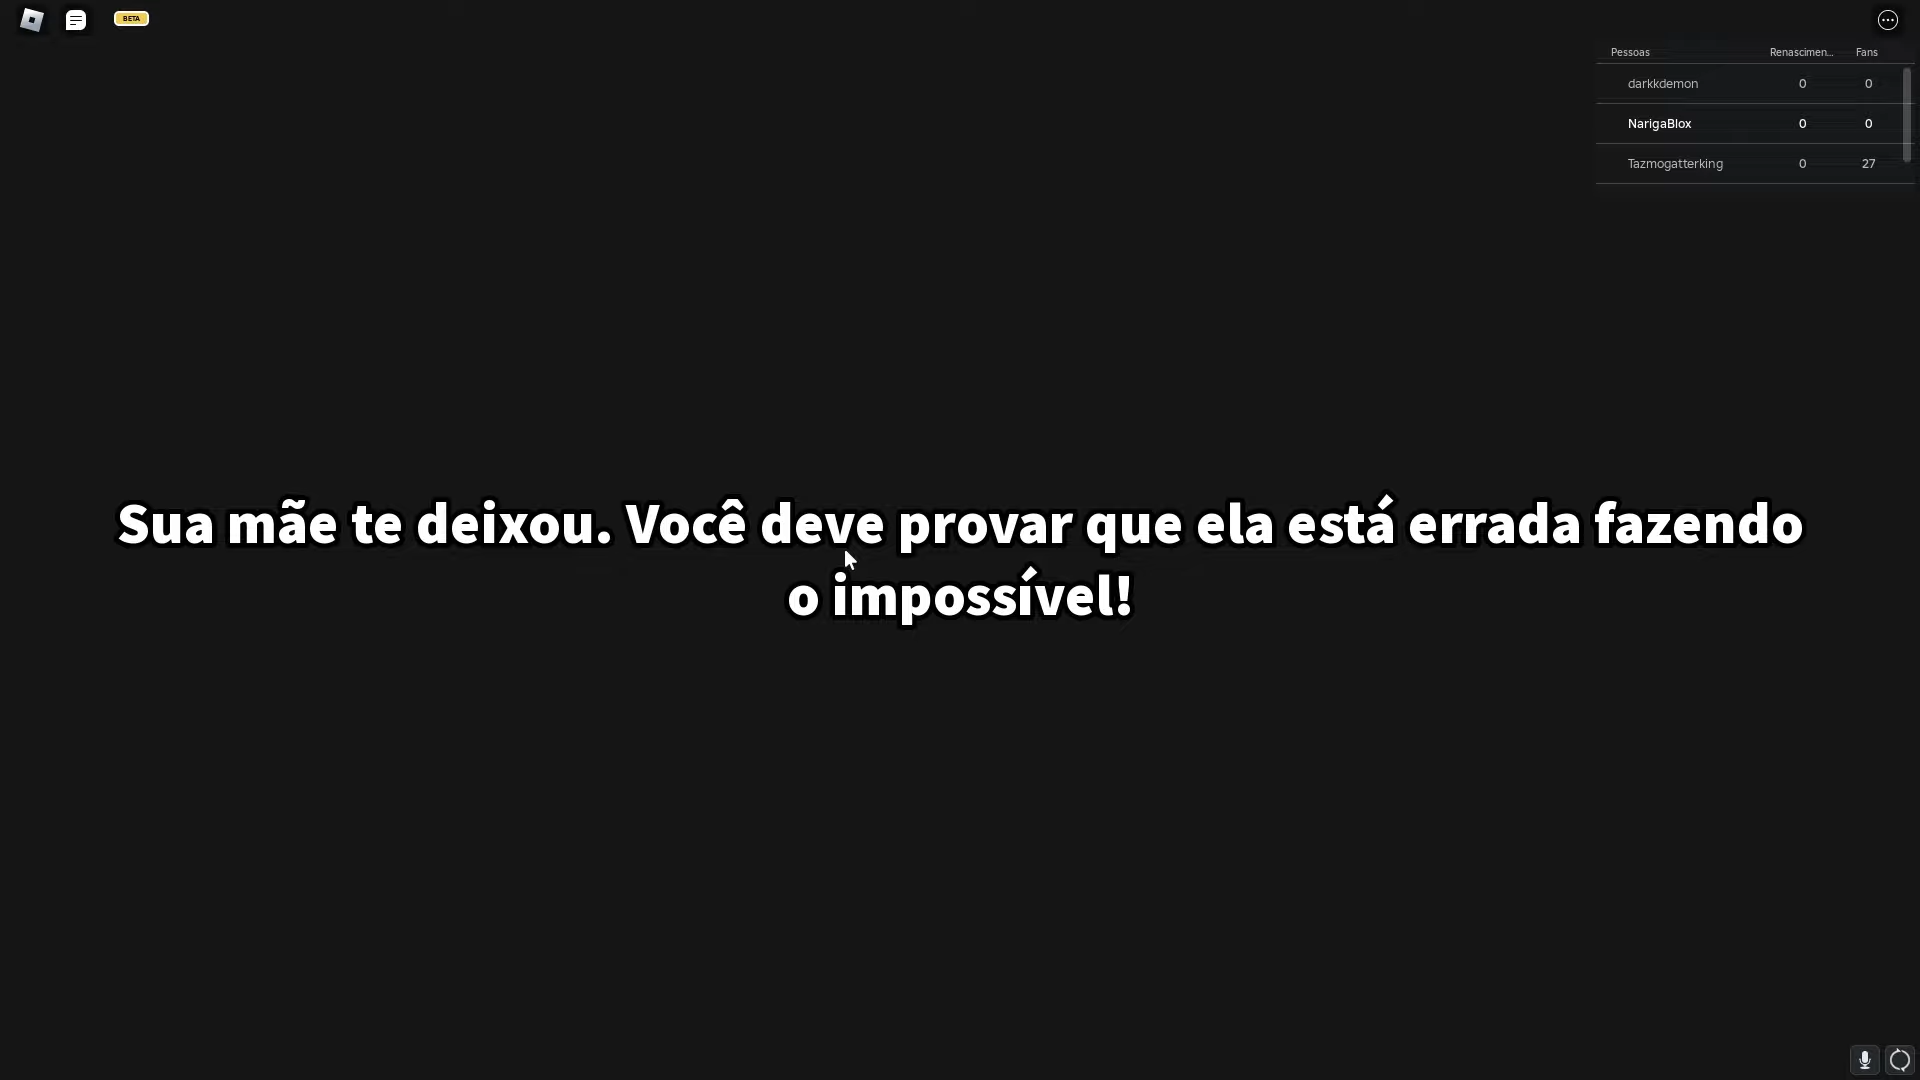 BETA
Pessoas Renascimen... Fans
darkkdemon 0 0
NarigaBlox 0 0
Tazmogatterking 0 27
Sua mãe te deixou. Você deve provar que ela está errada fazendo
o impossível!